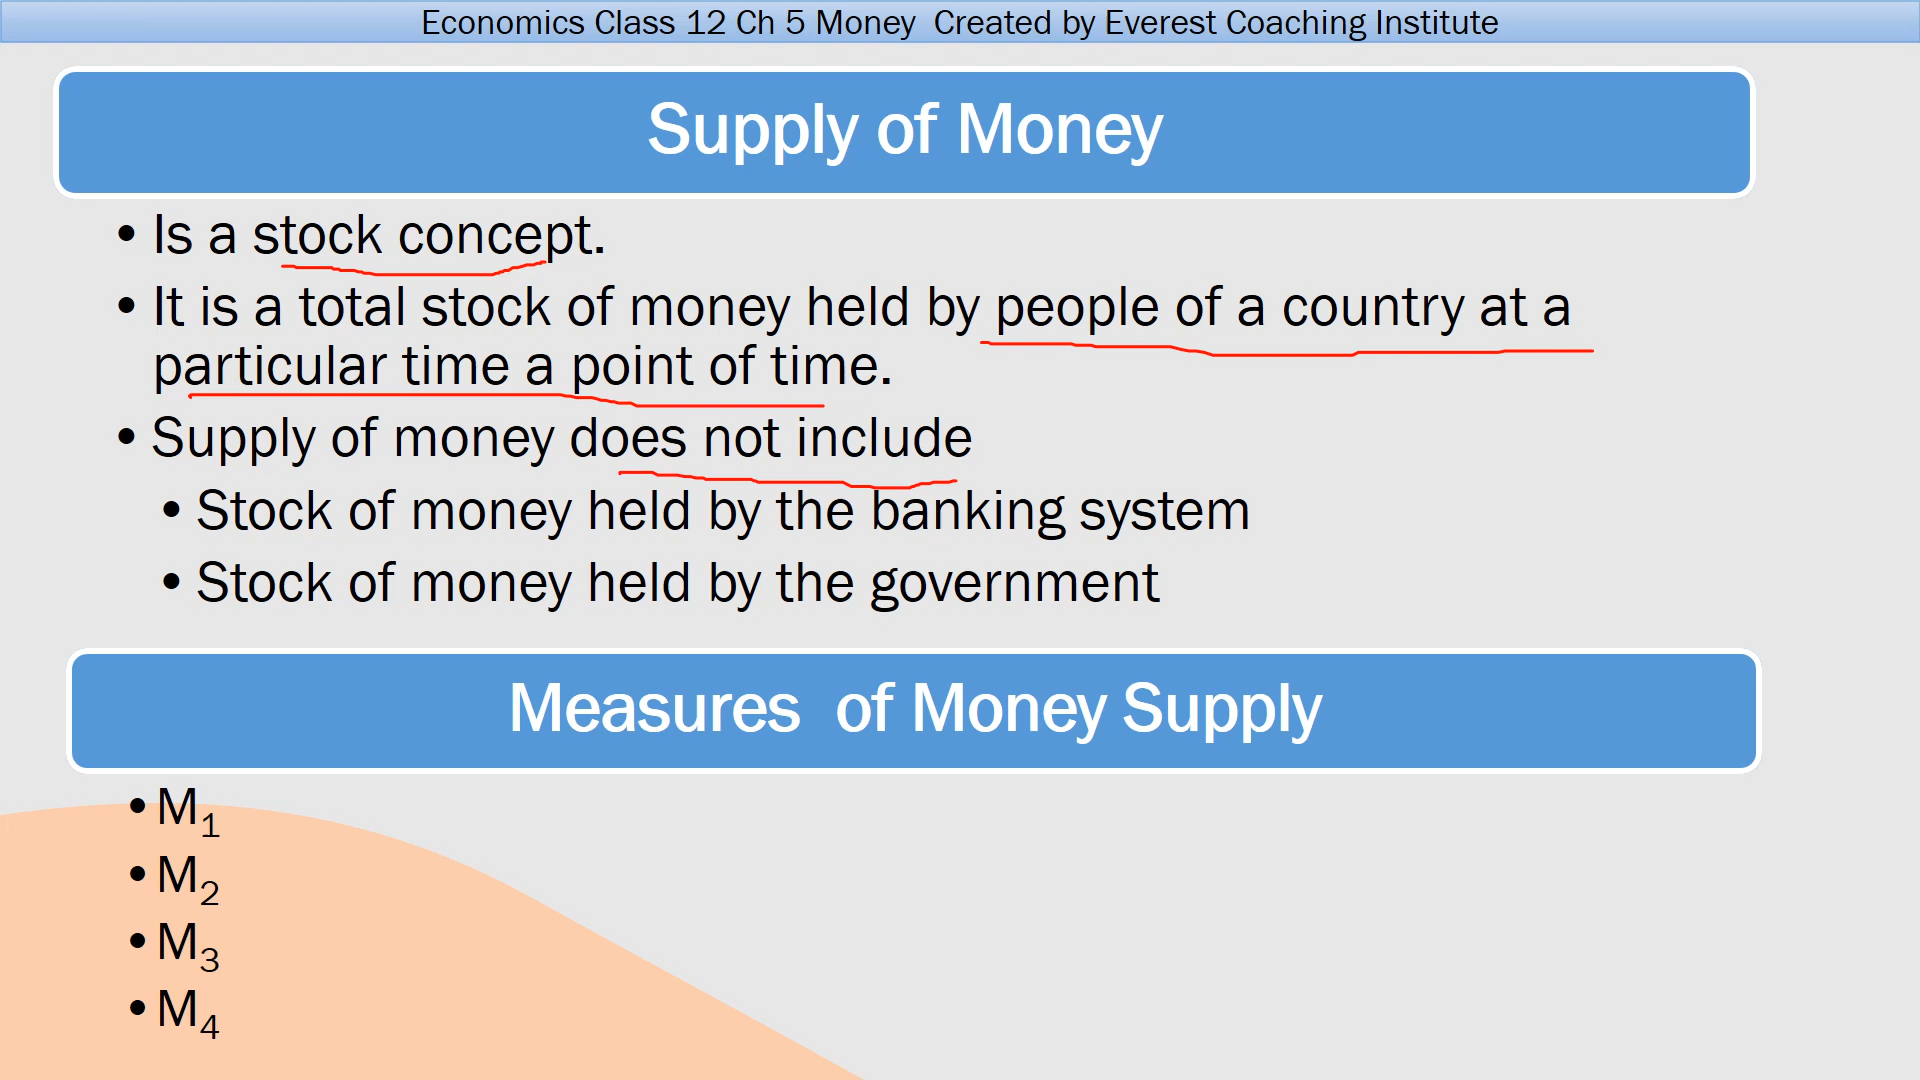 Economics Class 12 Ch 5 Money  Created by Everest Coaching Institute
Supply of Money
• Is a stock concept.
• It is a total stock of money held by people of a country at a
particular time a point of time.
• Supply of money does not include
• Stock of money held by the banking system
• Stock of money held by the government
Measures  of Money Supply
• M₁
• M₂
• M₃
• M₄